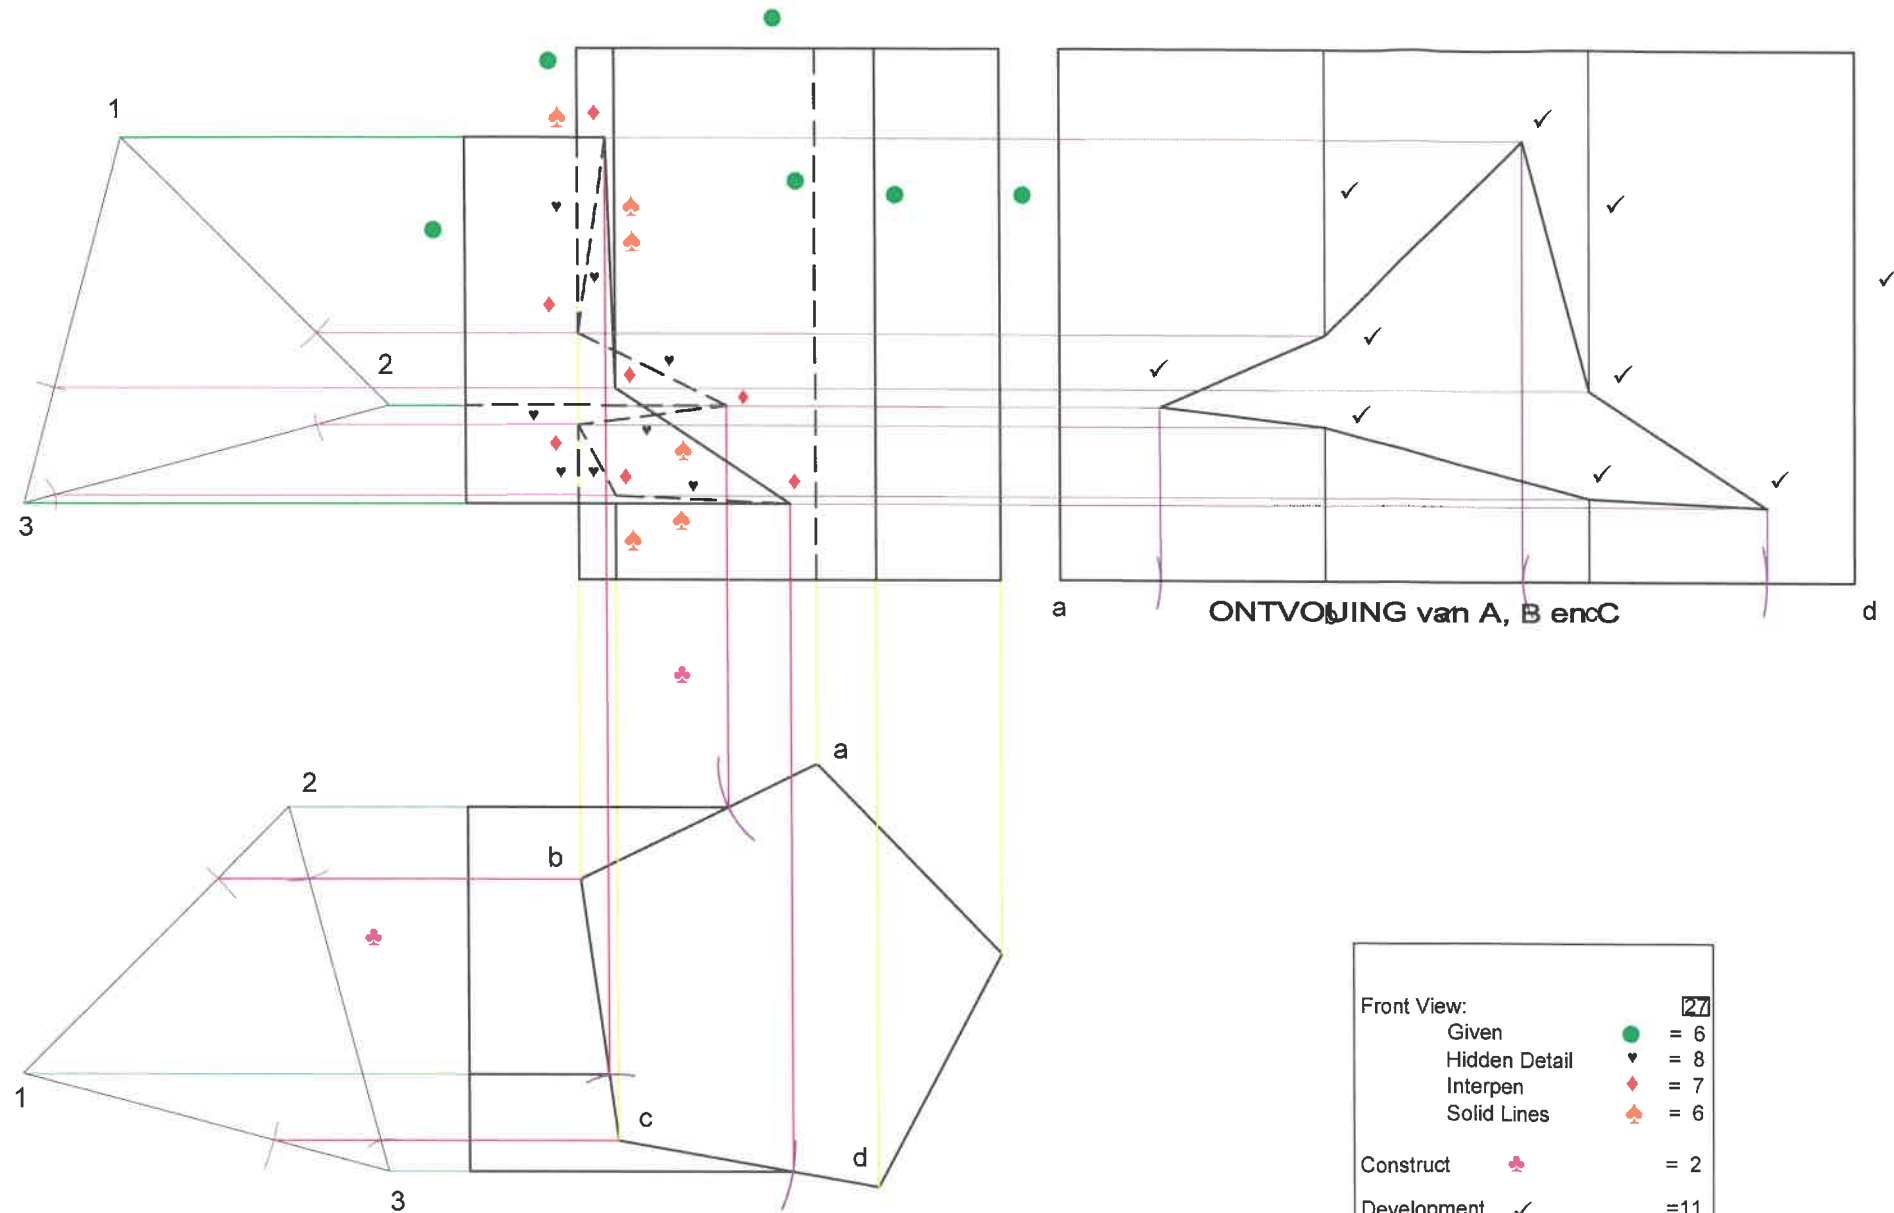 1
2
3
a
b
c
d
ONTVOUING van A, B en C
a
2
b
1
c
d
3
Front View: 27
Given = 6
Hidden Detail ♥ = 8
Interpen ♦ = 7
Solid Lines ♠ = 6
Construct ♣ = 2
Development ✓ =11